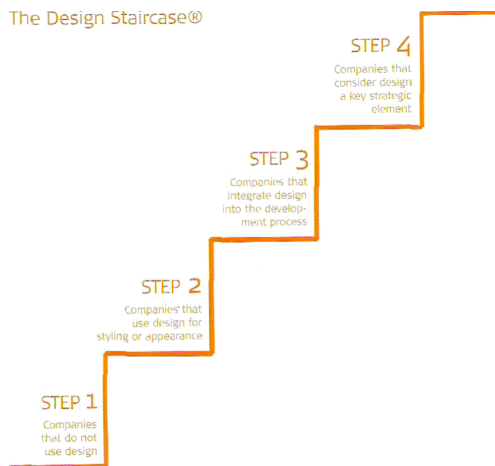 The Design Staircase®
STEP 4
Companies that
consider design
a key strategic
element
STEP 3
Companies that
integrate design
into the develop-
ment process
STEP 2
Companies that
use design for
styling or appearance
STEP 1
Companies
that do not
use design